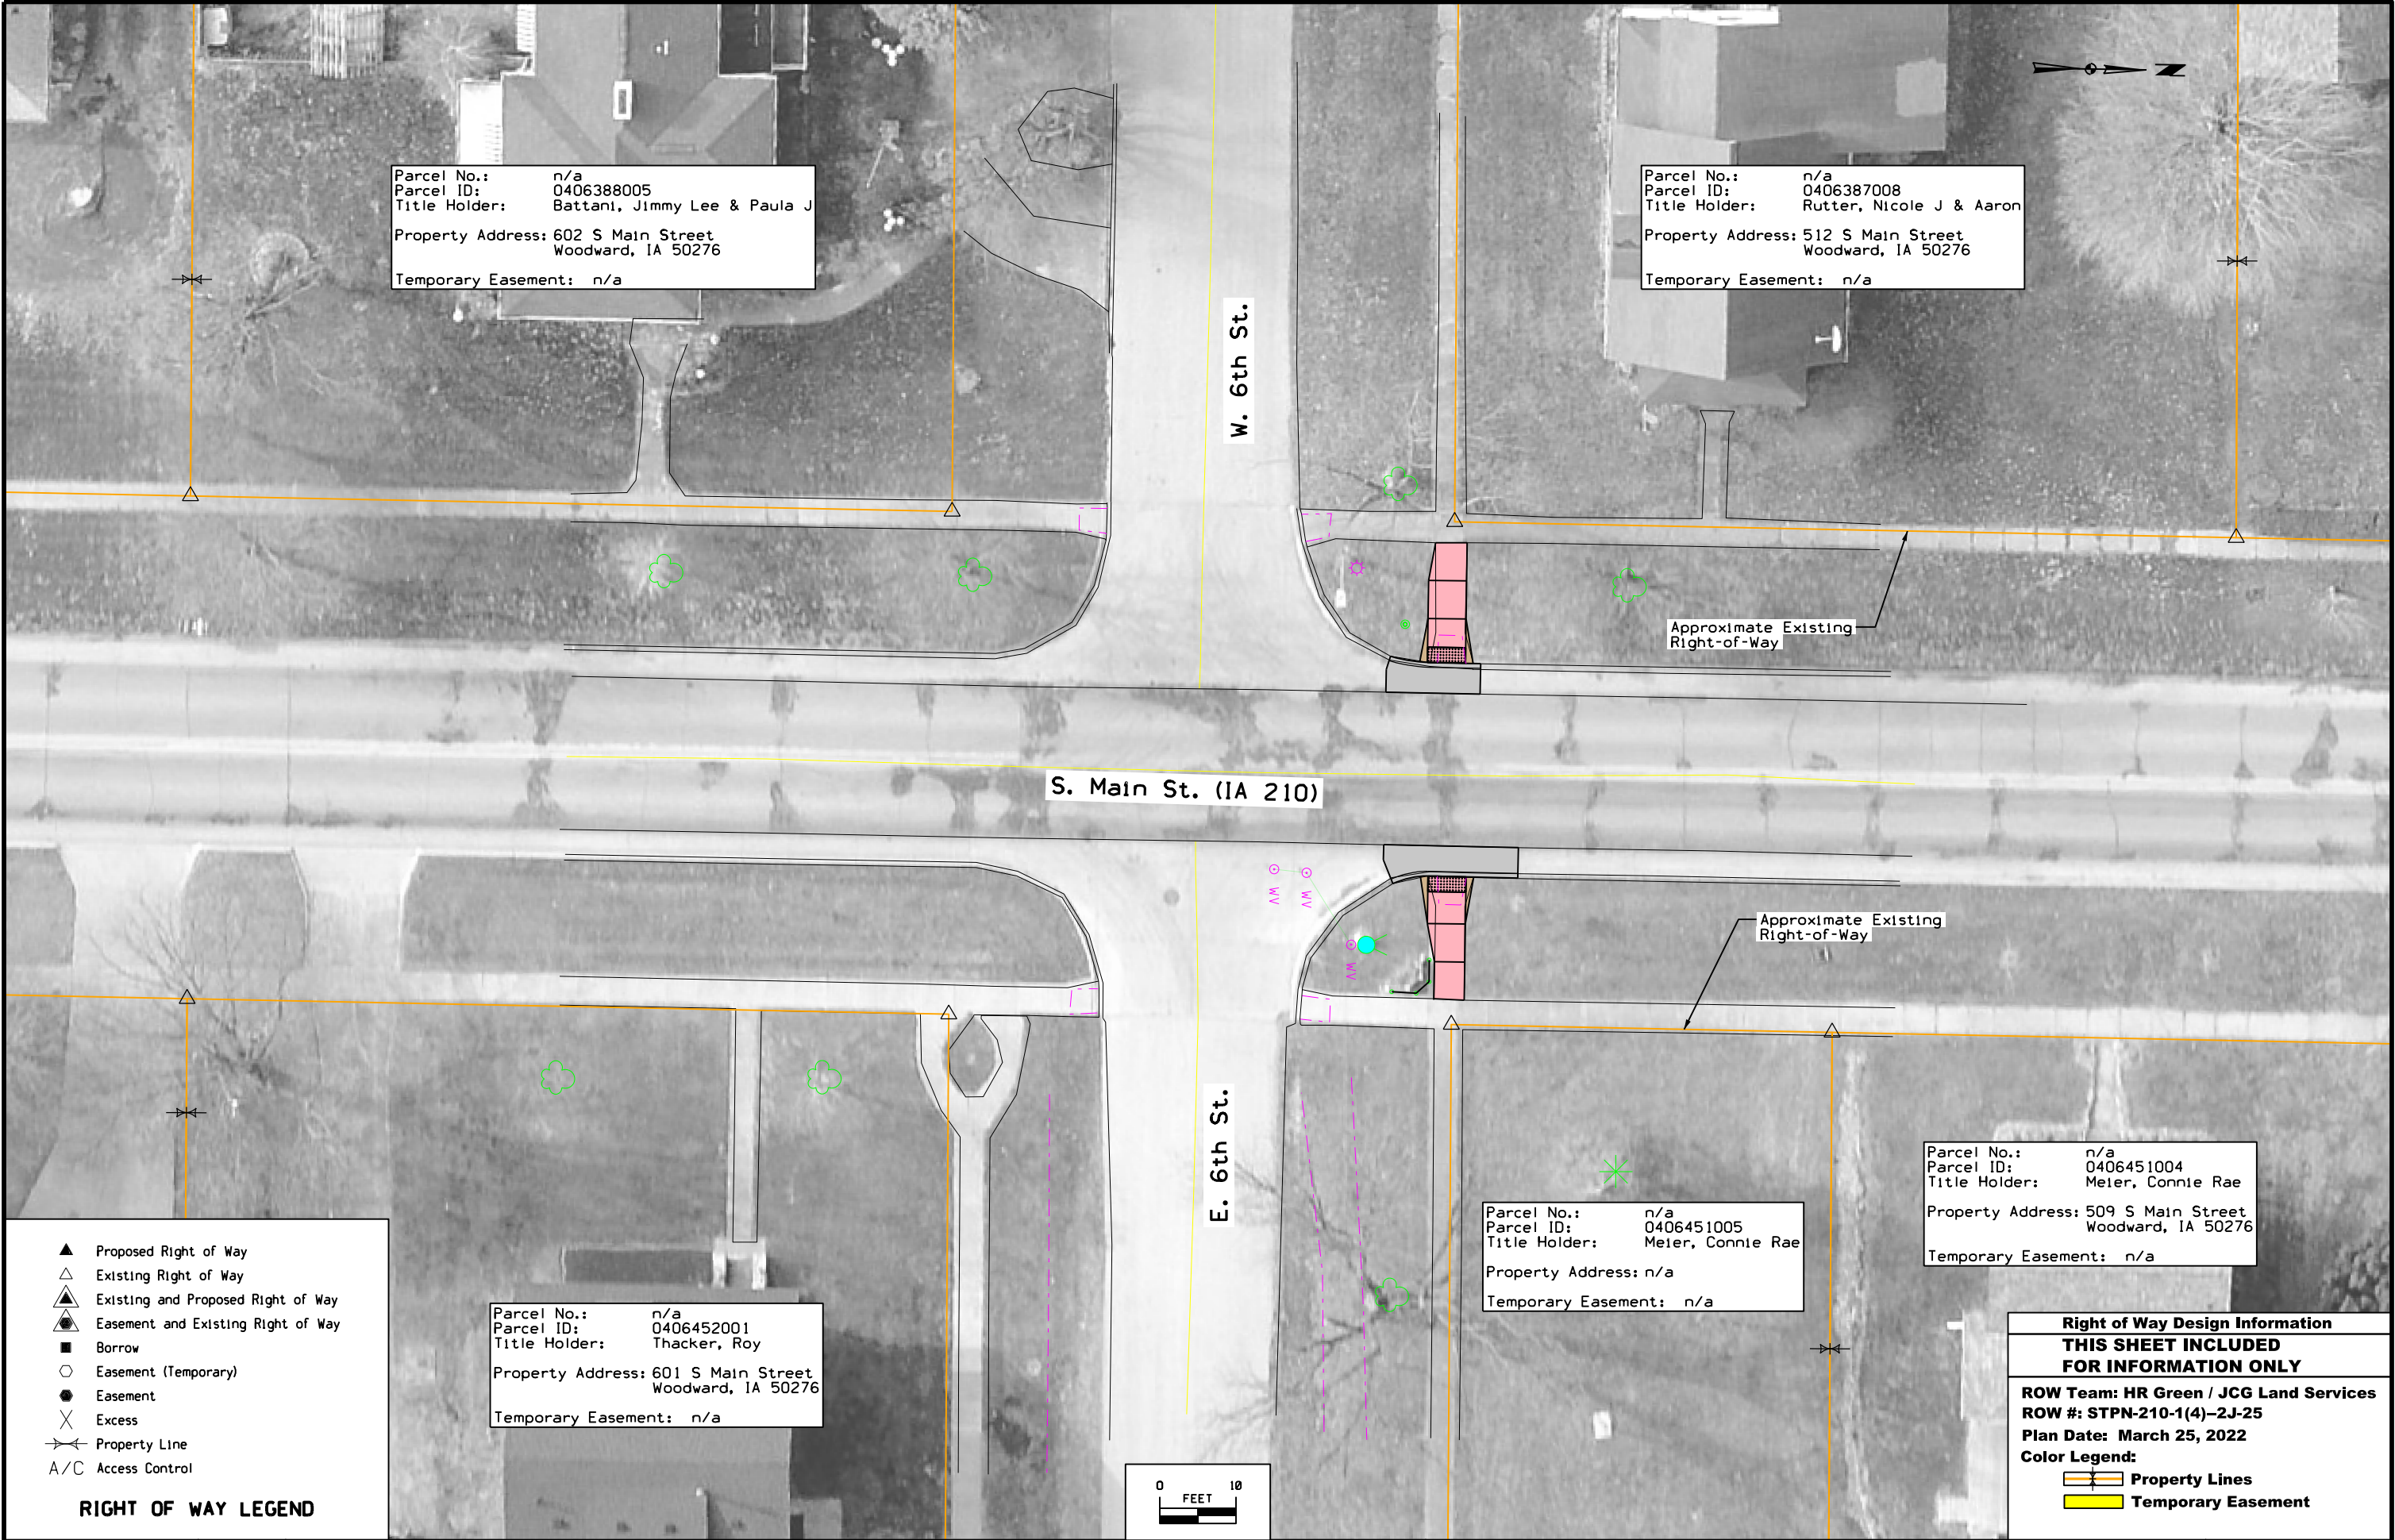 Parcel No.: n/a
Parcel ID: 0406388005
Title Holder: Battani, Jimmy Lee & Paula J
Property Address: 602 S Main Street
Woodward, IA 50276
Temporary Easement: n/a
Parcel No.: n/a
Parcel ID: 0406387008
Title Holder: Rutter, Nicole J & Aaron
Property Address: 512 S Main Street
Woodward, IA 50276
Temporary Easement: n/a
N
W. 6th St.
Approximate Existing
Right-of-Way
S. Main St. (IA 210)
WV
WV
WV
Approximate Existing
Right-of-Way
E. 6th St.
Parcel No.: n/a
Parcel ID: 0406451004
Title Holder: Meier, Connie Rae
Property Address: 509 S Main Street
Woodward, IA 50276
Temporary Easement: n/a
Parcel No.: n/a
Parcel ID: 0406451005
Title Holder: Meier, Connie Rae
Property Address: n/a
Temporary Easement: n/a
Parcel No.: n/a
Parcel ID: 0406452001
Title Holder: Thacker, Roy
Property Address: 601 S Main Street
Woodward, IA 50276
Temporary Easement: n/a
Proposed Right of Way
Existing Right of Way
Existing and Proposed Right of Way
Easement and Existing Right of Way
Borrow
Easement (Temporary)
Easement
Excess
Property Line
A/C Access Control
RIGHT OF WAY LEGEND
0 10
FEET
Right of Way Design Information
THIS SHEET INCLUDED
FOR INFORMATION ONLY
ROW Team: HR Green / JCG Land Services
ROW #: STPN-210-1(4)--2J-25
Plan Date: March 25, 2022
Color Legend:
Property Lines
Temporary Easement